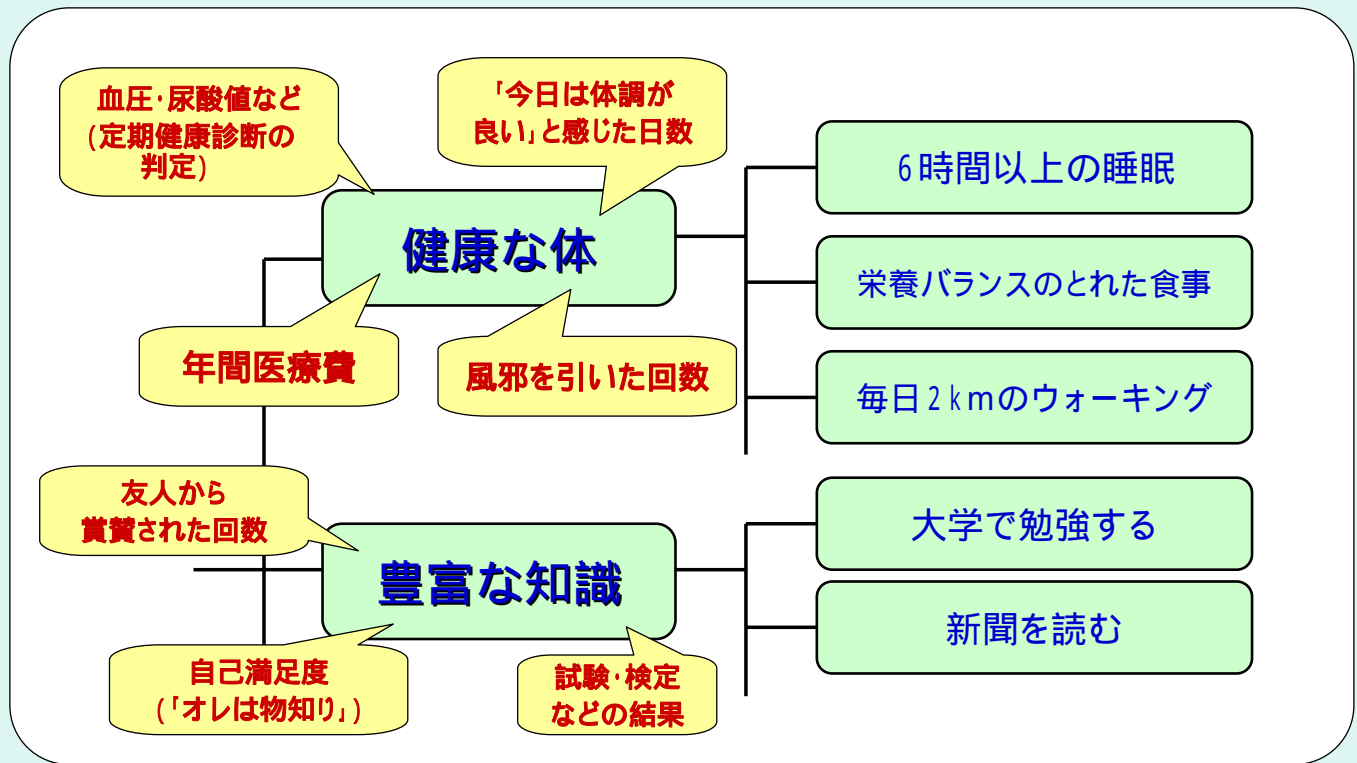 血圧・尿酸値など
(定期健康診断の
判定)
「今日は体調が
良い」と感じた日数
健康な体
年間医療費
風邪を引いた回数
6時間以上の睡眠
栄養バランスのとれた食事
毎日2kmのウォーキング
友人から
賞賛された回数
豊富な知識
自己満足度
(「オレは物知り」)
試験・検定
などの結果
大学で勉強する
新聞を読む